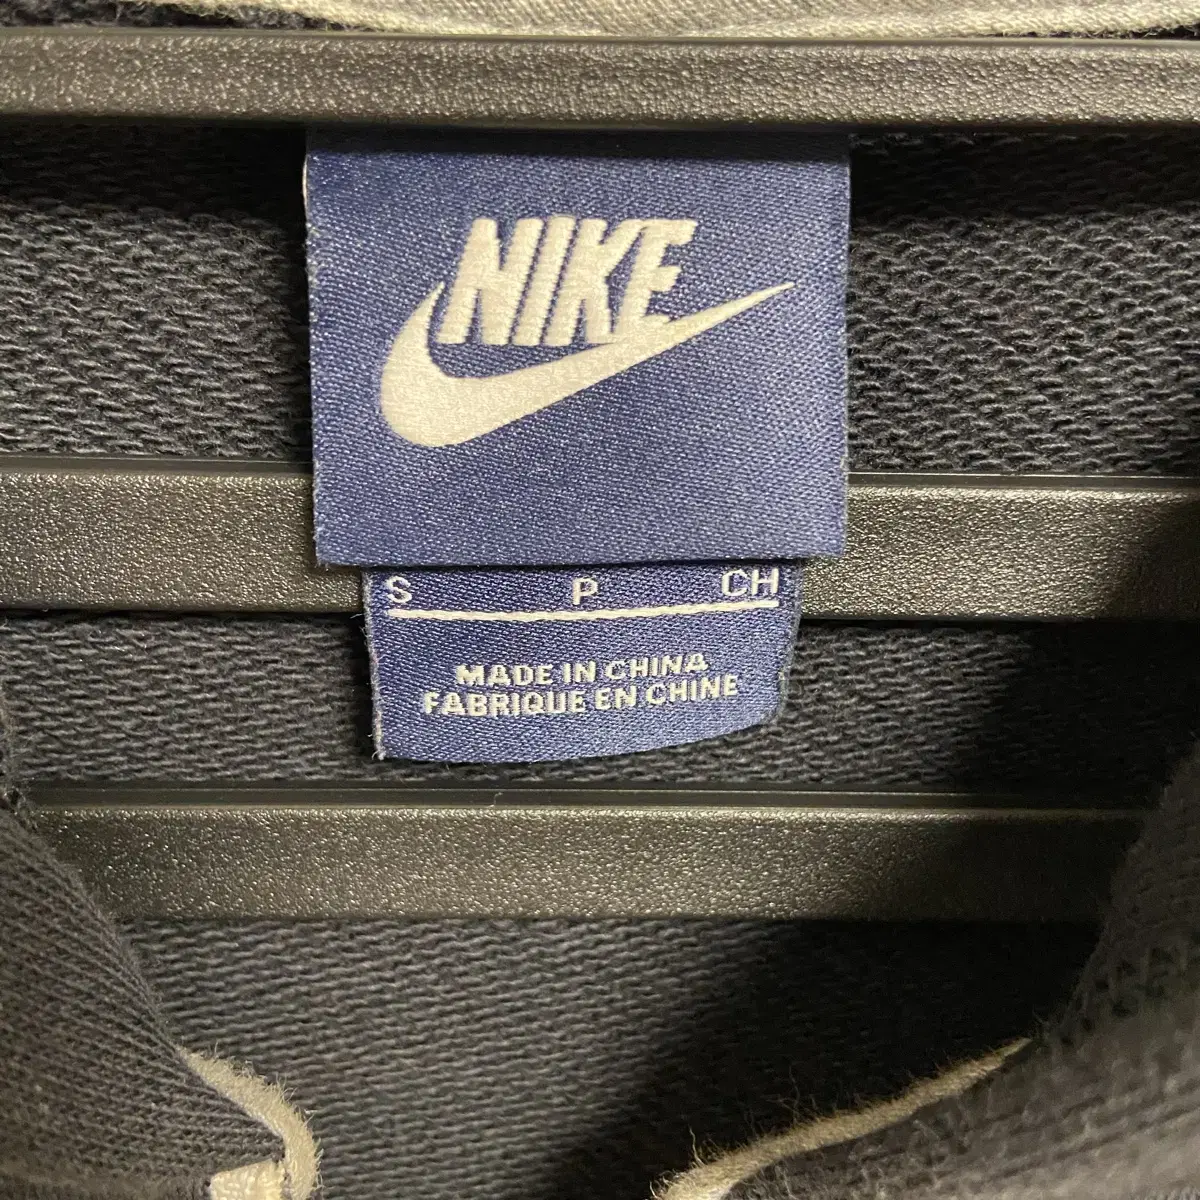 NIKE
S P CH
MADE IN CHINA
FABRIQUE EN CHINE